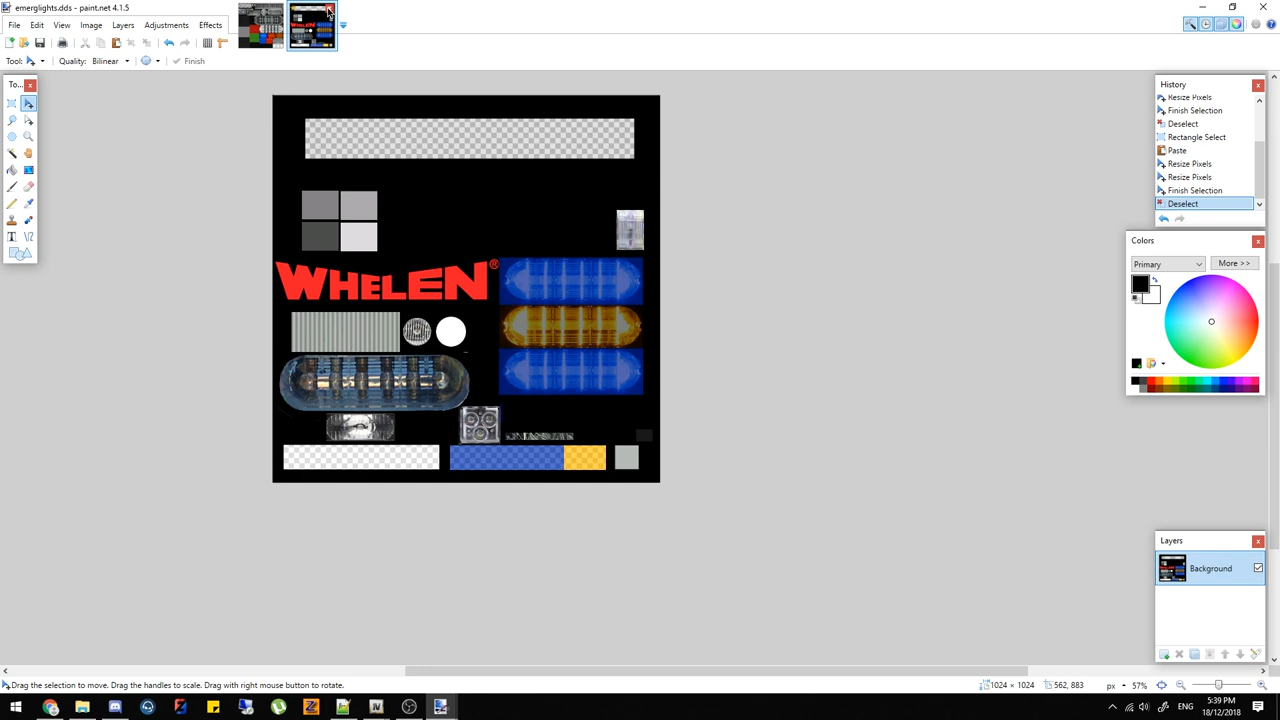 emerglights.dds - paint.net 4.1.5
File Edit View Image Layers Adjustments Effects
Tool: Quality: Bilinear Finish
To...
History
Resize Pixels
Finish Selection
Deselect
Rectangle Select
Paste
Resize Pixels
Resize Pixels
Finish Selection
Deselect
WHELEN®
Colors
Primary More >>
Layers
Background
Drag the selection to move. Drag the handles to scale. Drag with right mouse button to rotate. 1024 × 1024 562, 883 px 57%
ENG 5:39 PM
18/12/2018